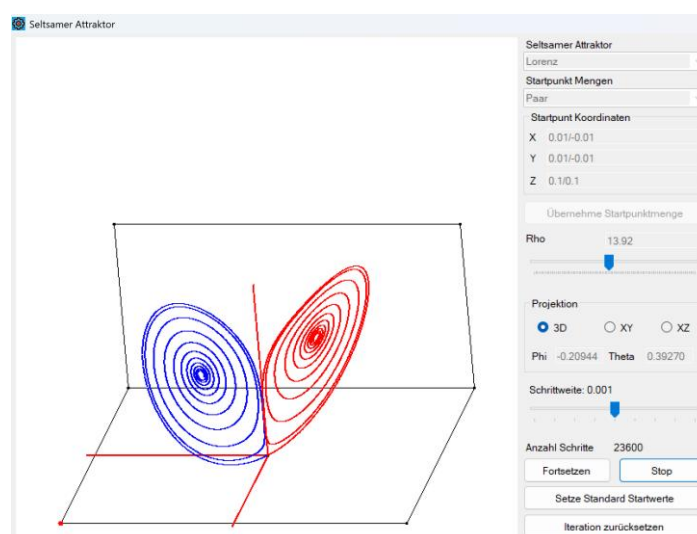 Seltsamer Attraktor
Seltsamer Attraktor
Lorenz
Startpunkt Mengen
Paar
Startpunt Koordinaten
X 0.01/-0.01
Y 0.01/-0.01
Z 0.1/0.1
Übernehme Startpunktmenge
Rho 13.92
Projektion
3D XY XZ
Phi -0.20944 Theta 0.39270
Schrittweite: 0.001
Anzahl Schritte 23600
Fortsetzen Stop
Setze Standard Startwerte
Iteration zurücksetzen